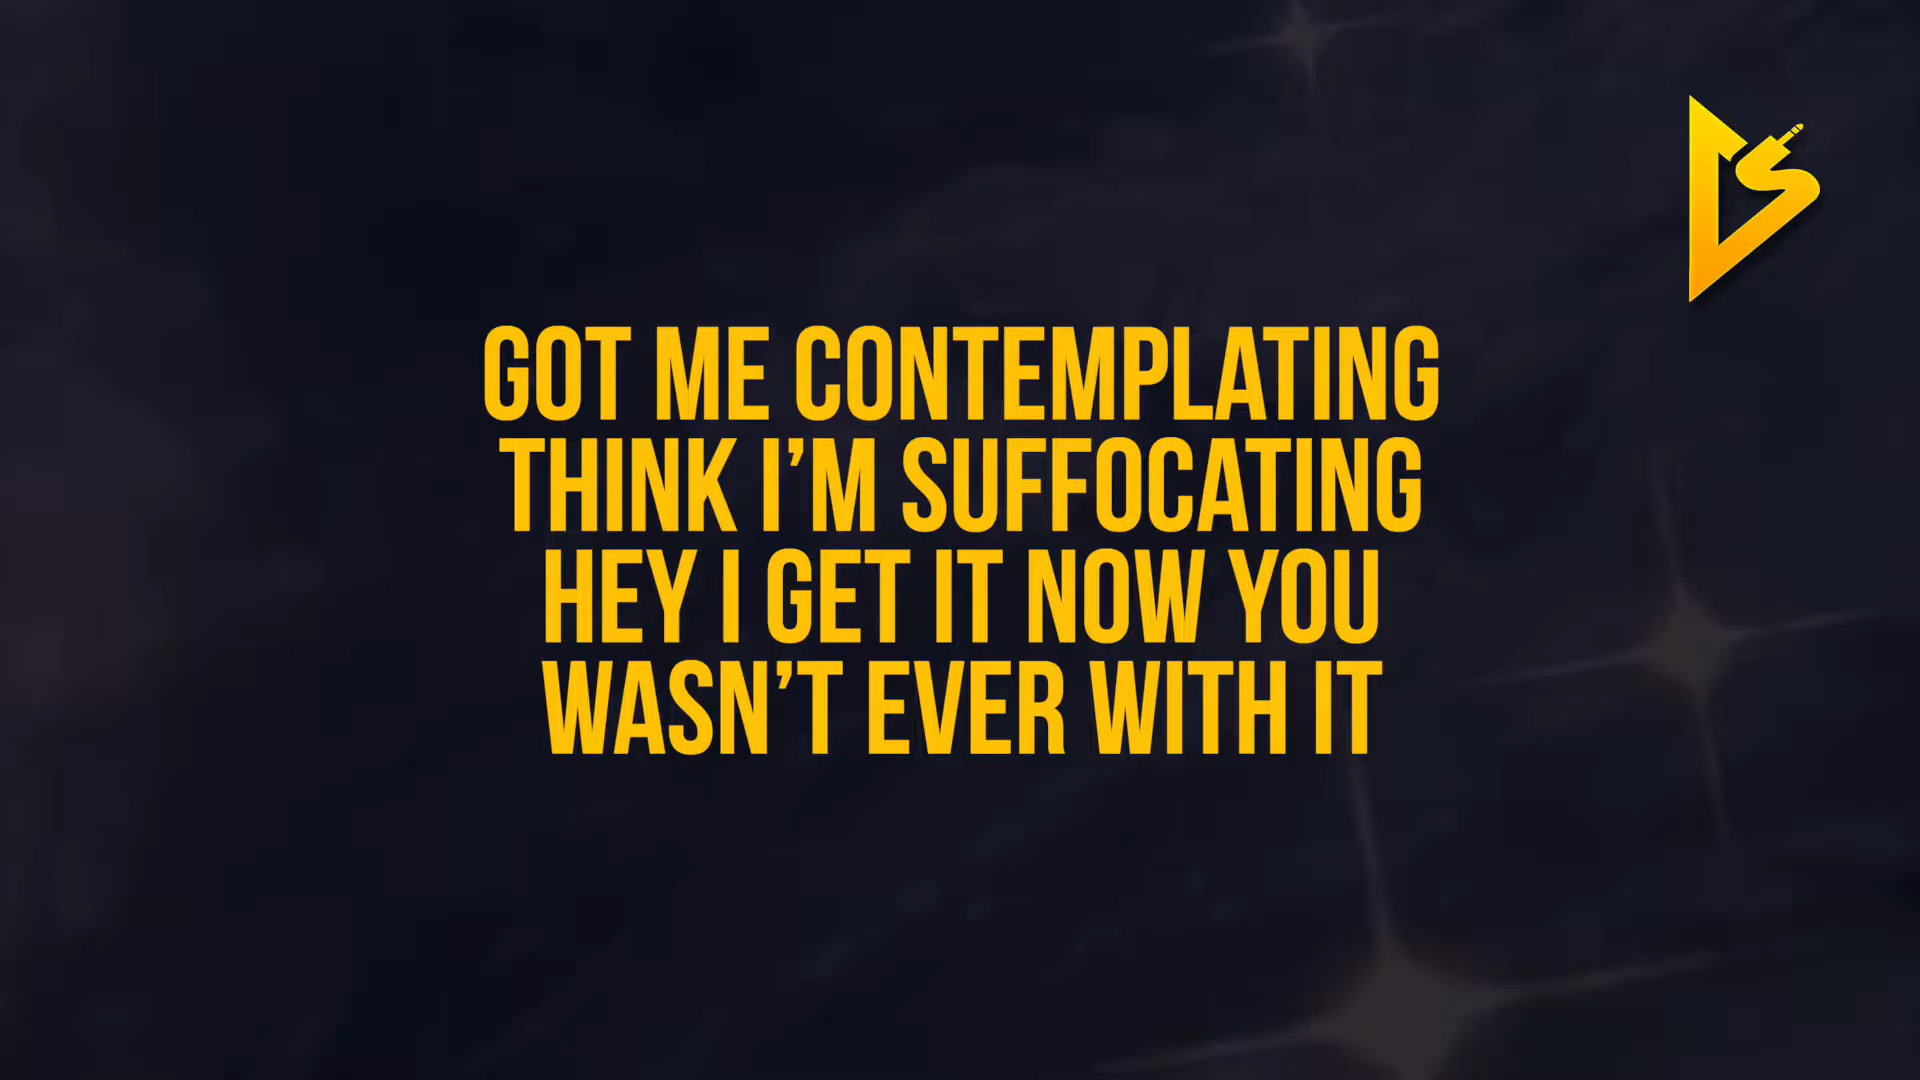 GOT ME CONTEMPLATING
THINK I’M SUFFOCATING
HEY I GET IT NOW YOU
WASN’T EVER WITH IT